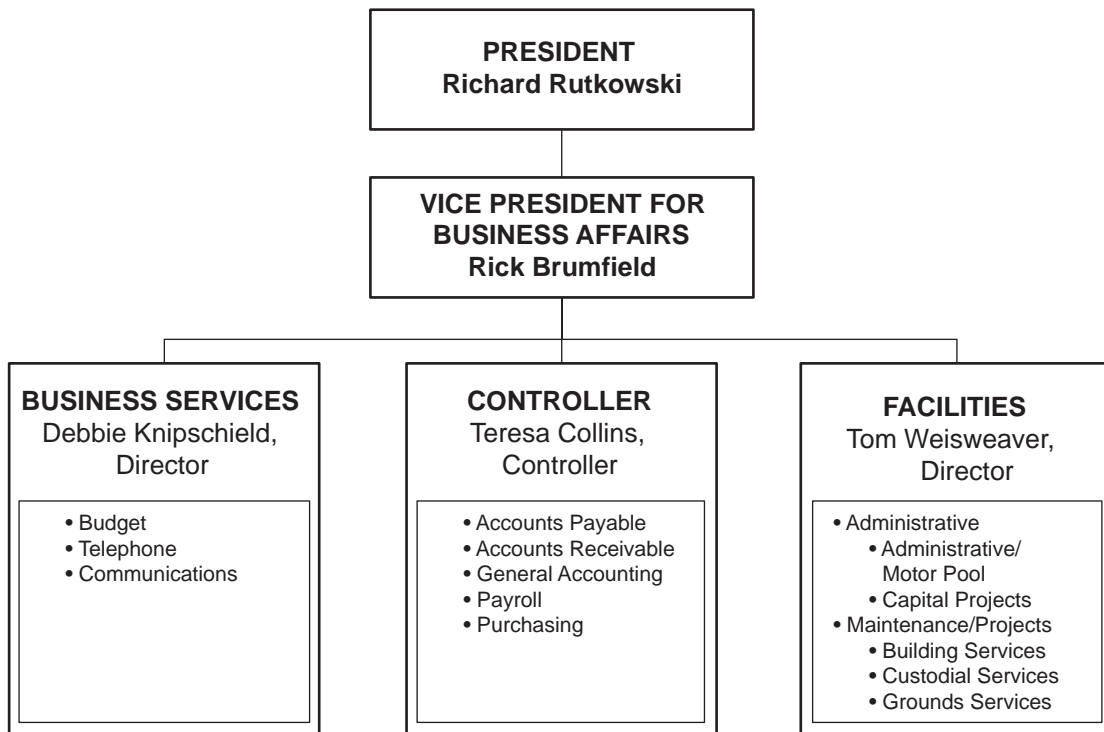 PRESIDENT
Richard Rutkowski
VICE PRESIDENT FOR
BUSINESS AFFAIRS
Rick Brumfield
BUSINESS SERVICES
Debbie Knipschield,
Director
• Budget
• Telephone
• Communications
CONTROLLER
Teresa Collins,
Controller
• Accounts Payable
• Accounts Receivable
• General Accounting
• Payroll
• Purchasing
FACILITIES
Tom Weisweaver,
Director
• Administrative
• Administrative/
Motor Pool
• Capital Projects
• Maintenance/Projects
• Building Services
• Custodial Services
• Grounds Services